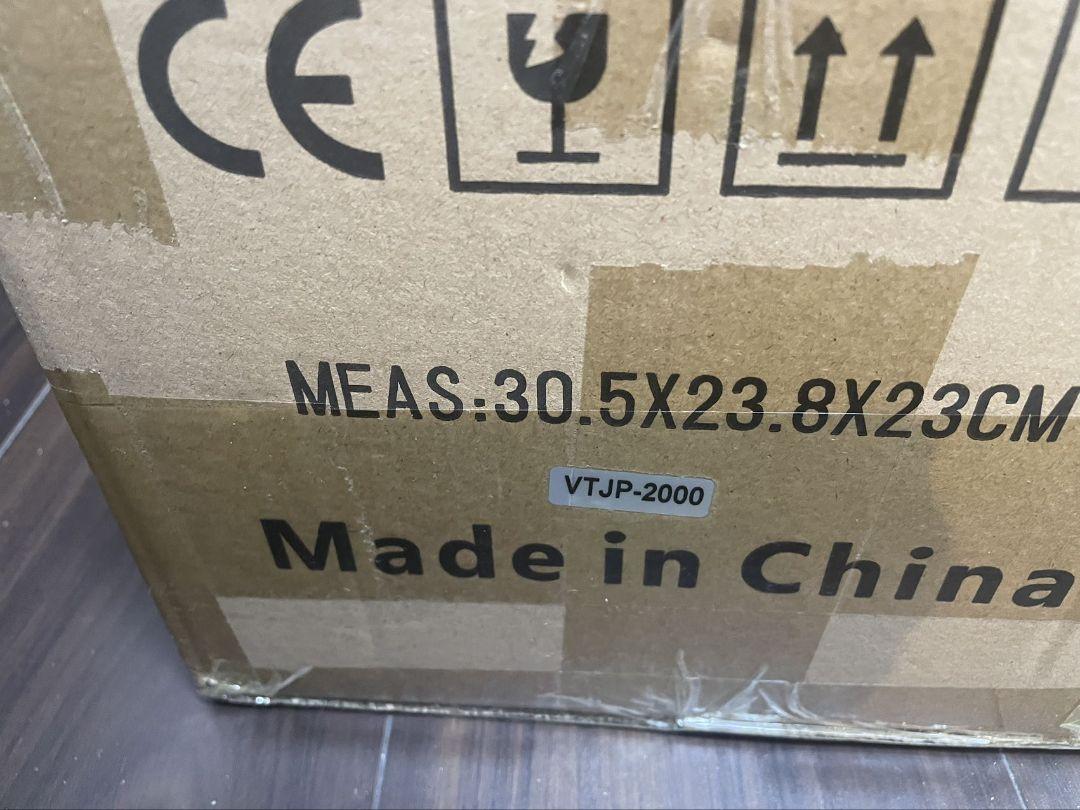 CE
MEAS:30.5X23.8X23CM
VTJP-2000
Made in China